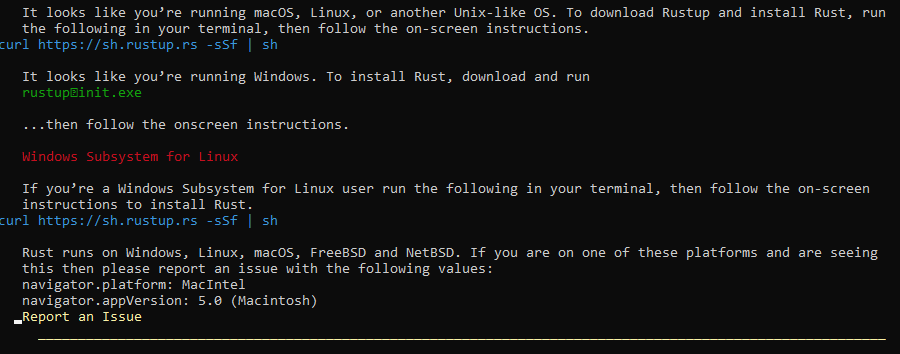 It looks like you’re running macOS, Linux, or another Unix-like OS. To download Rustup and install Rust, run
the following in your terminal, then follow the on-screen instructions.
curl https://sh.rustup.rs -sSf | sh
It looks like you’re running Windows. To install Rust, download and run
rustup⍰init.exe
...then follow the onscreen instructions.
Windows Subsystem for Linux
If you’re a Windows Subsystem for Linux user run the following in your terminal, then follow the on-screen
instructions to install Rust.
curl https://sh.rustup.rs -sSf | sh
Rust runs on Windows, Linux, macOS, FreeBSD and NetBSD. If you are on one of these platforms and are seeing
this then please report an issue with the following values:
navigator.platform: MacIntel
navigator.appVersion: 5.0 (Macintosh)
Report an Issue